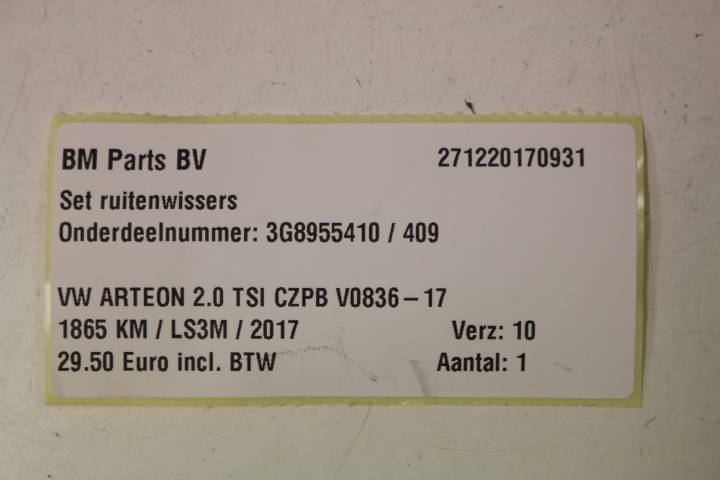 BM Parts BV 271220170931
Set ruitenwissers
Onderdeelnummer: 3G8955410 / 409
VW ARTEON 2.0 TSI CZPB V0836-17
1865 KM / LS3M / 2017 Verz: 10
29.50 Euro incl. BTW Aantal: 1